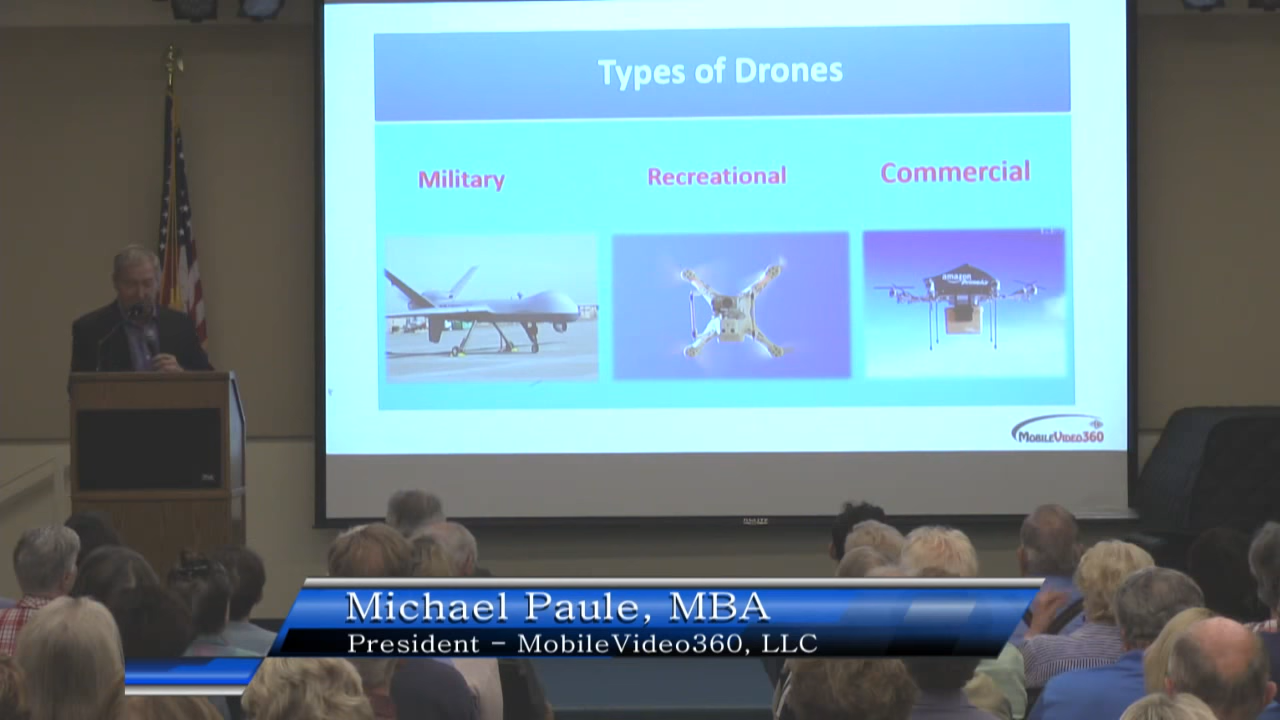 Types of Drones
Military
Recreational
Commercial
amazon
MOBILEVIDEO360
Michael Paule, MBA
President – MobileVideo360, LLC